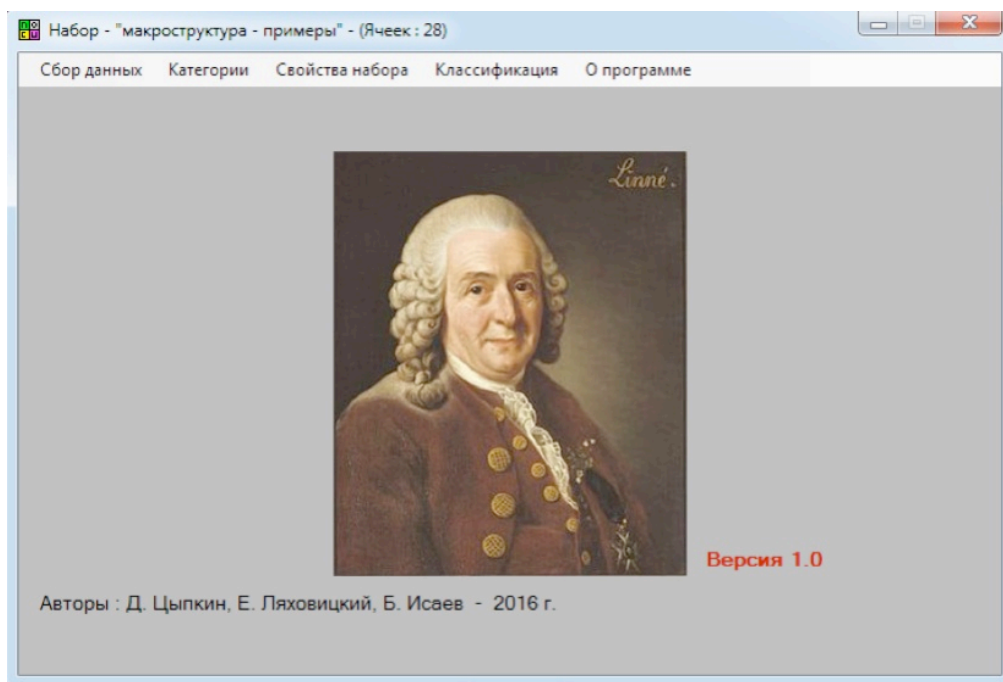 Набор - "макроструктура - примеры" - (Ячеек : 28)
Сбор данных Категории Свойства набора Классификация О программе
Linné.
Версия 1.0
Авторы : Д. Цыпкин, Е. Ляховицкий, Б. Исаев - 2016 г.